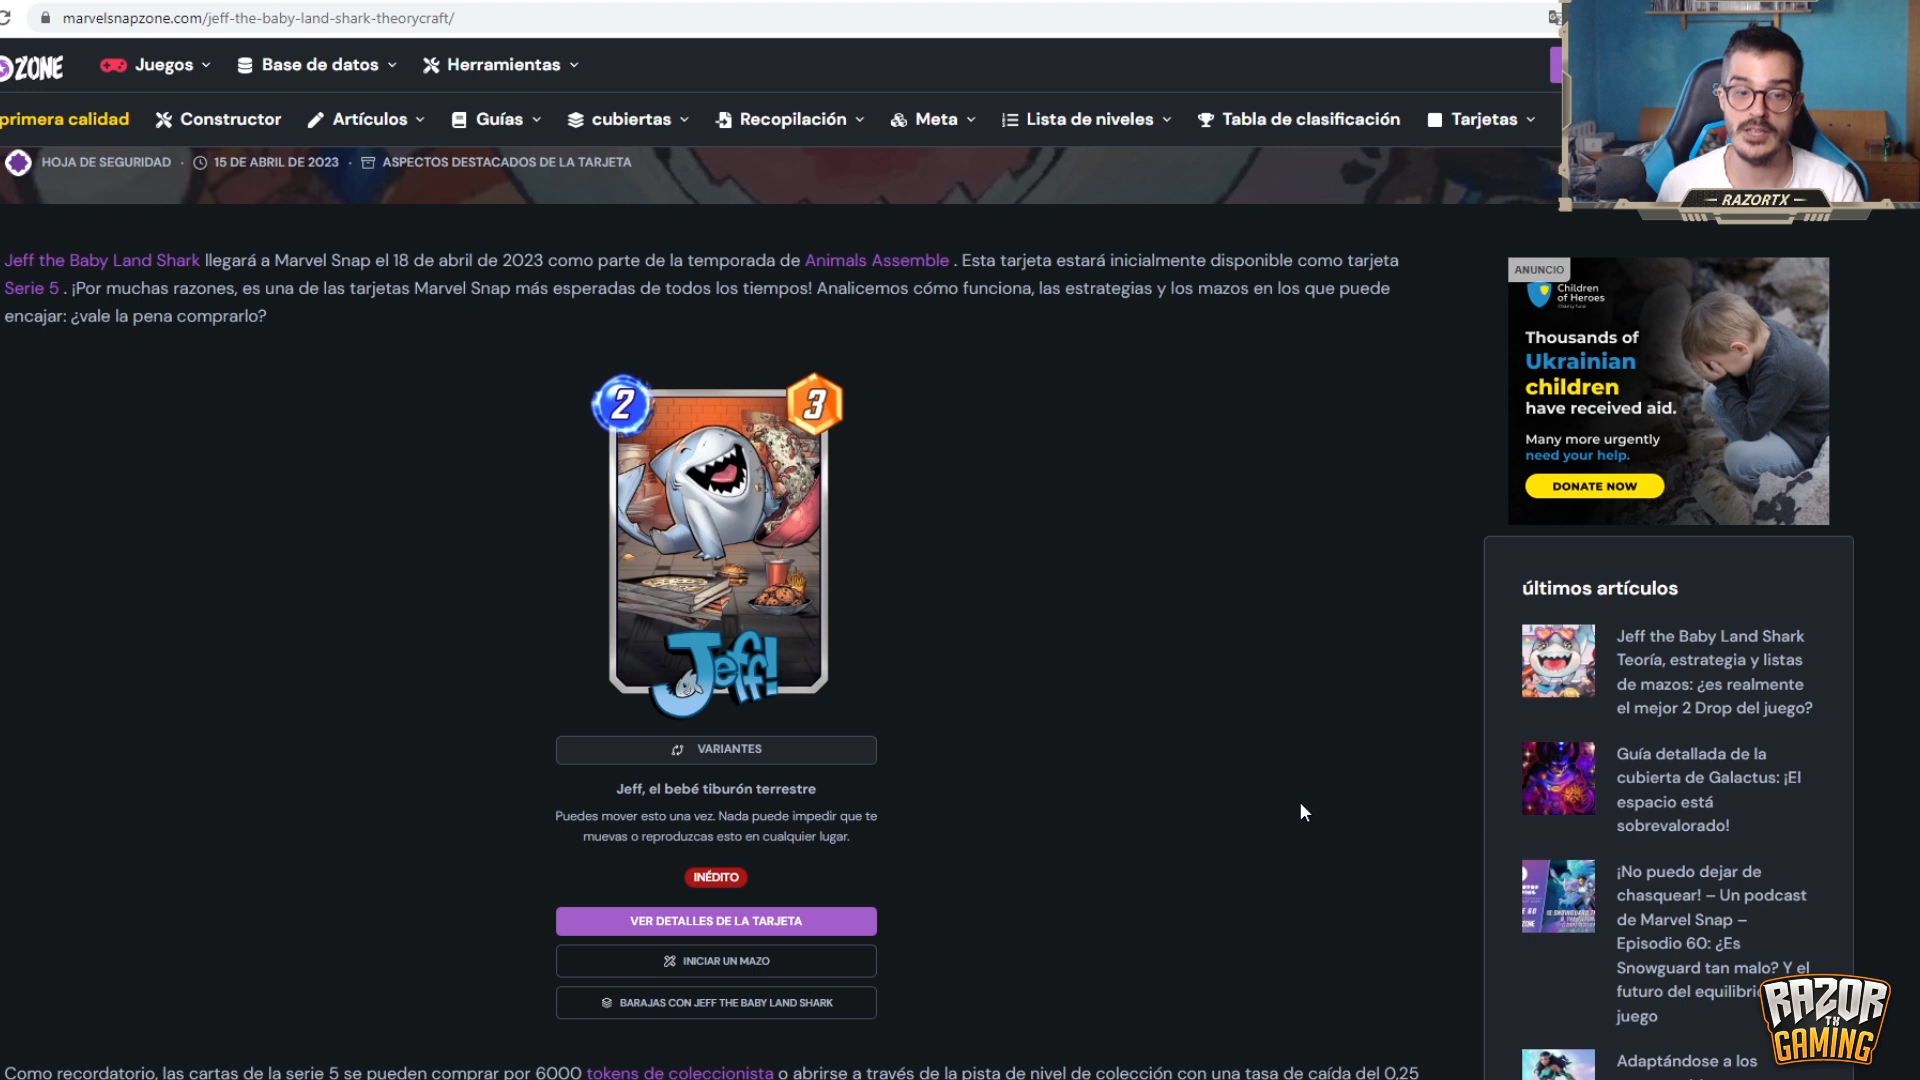 marvelsnapzone.com/jeff-the-baby-land-shark-theorycraft/
ZONE
Juegos
Base de datos
Herramientas
primera calidad
Constructor
Artículos
Guías
cubiertas
Recopilación
Meta
Lista de niveles
Tabla de clasificación
Tarjetas
RAZORTX
HOJA DE SEGURIDAD · 15 DE ABRIL DE 2023 · ASPECTOS DESTACADOS DE LA TARJETA
Jeff the Baby Land Shark llegará a Marvel Snap el 18 de abril de 2023 como parte de la temporada de Animals Assemble . Esta tarjeta estará inicialmente disponible como tarjeta
Serie 5 . ¡Por muchas razones, es una de las tarjetas Marvel Snap más esperadas de todos los tiempos! Analicemos cómo funciona, las estrategias y los mazos en los que puede
encajar: ¿vale la pena comprarlo?
2
3
Jeff!
VARIANTES
Jeff, el bebé tiburón terrestre
Puedes mover esto una vez. Nada puede impedir que te
muevas o reproduzcas esto en cualquier lugar.
INÉDITO
VER DETALLES DE LA TARJETA
INICIAR UN MAZO
BARAJAS CON JEFF THE BABY LAND SHARK
Como recordatorio, las cartas de la serie 5 se pueden comprar por 6000 tokens de coleccionista o abrirse a través de la pista de nivel de colección con una tasa de caída del 0,25
ANUNCIO
Children
of Heroes
Thousands of
Ukrainian
children
have received aid.
Many more urgently
need your help.
DONATE NOW
últimos artículos
Jeff the Baby Land Shark
Teoría, estrategia y listas
de mazos: ¿es realmente
el mejor 2 Drop del juego?
Guía detallada de la
cubierta de Galactus: ¡El
espacio está
sobrevalorado!
¡No puedo dejar de
chasquear! – Un podcast
de Marvel Snap –
Episodio 60: ¿Es
Snowguard tan malo? Y el
futuro del equilibri
juego
Adaptándose a los
RAZOR
TX
GAMING